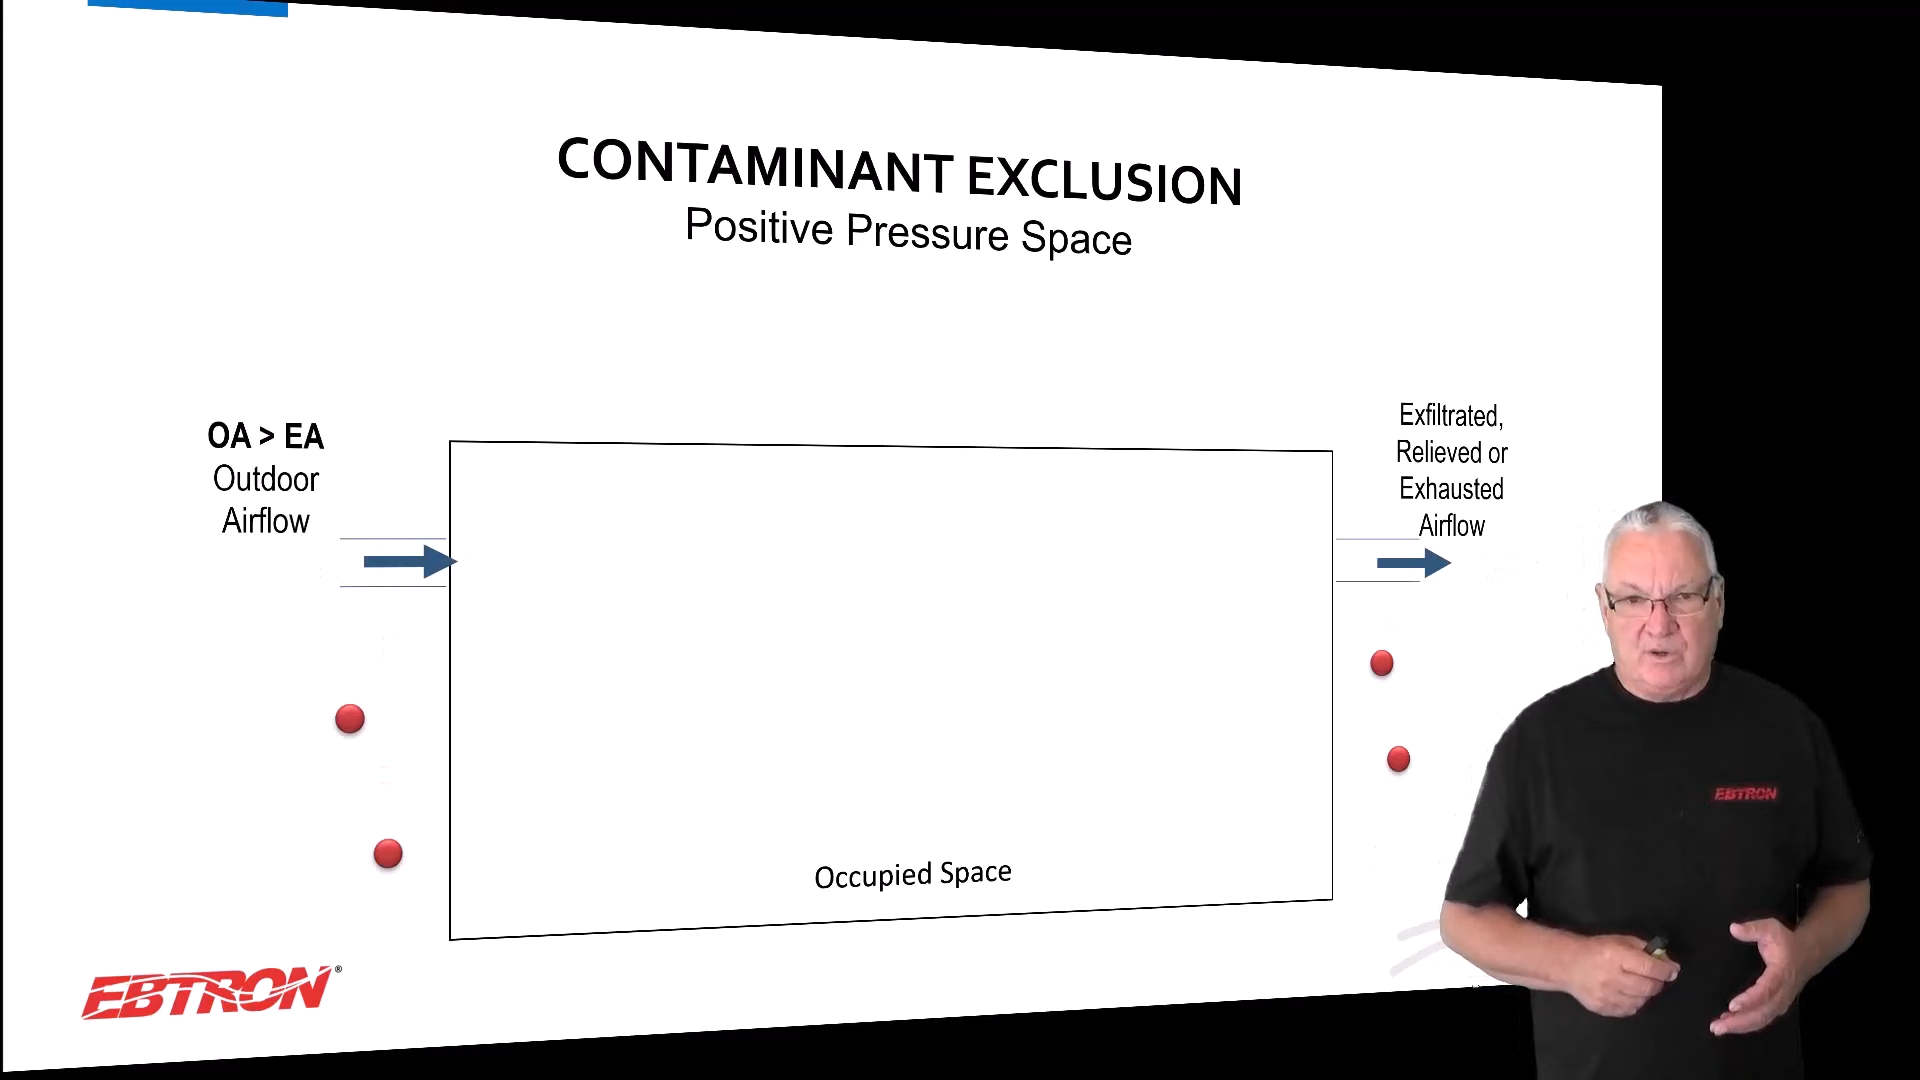 CONTAMINANT EXCLUSION
Positive Pressure Space
OA > EA
Outdoor
Airflow
Exfiltrated,
Relieved or
Exhausted
Airflow
Occupied Space
EBTRON®
EBTRON